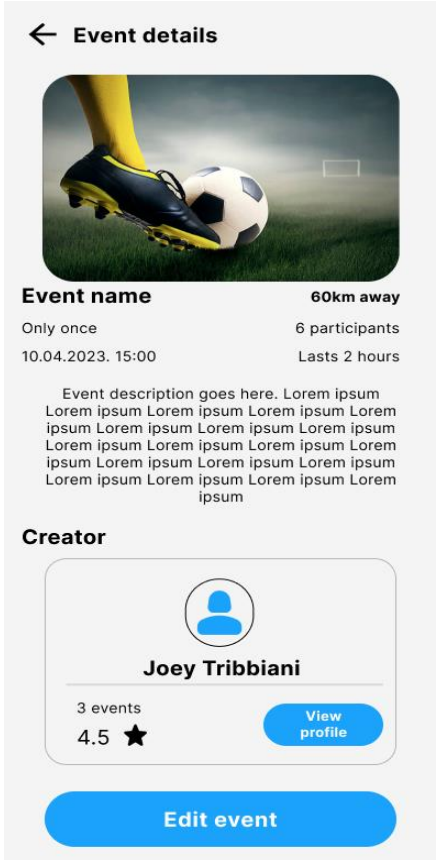 Event details
Event name
60km away
Only once
6 participants
10.04.2023. 15:00
Lasts 2 hours
Event description goes here. Lorem ipsum
Lorem ipsum Lorem ipsum Lorem ipsum Lorem
ipsum Lorem ipsum Lorem ipsum Lorem ipsum
Lorem ipsum Lorem ipsum Lorem ipsum Lorem
ipsum Lorem ipsum Lorem ipsum Lorem ipsum
Lorem ipsum Lorem ipsum Lorem ipsum Lorem
ipsum
Creator
Joey Tribbiani
3 events
4.5
View
profile
Edit event